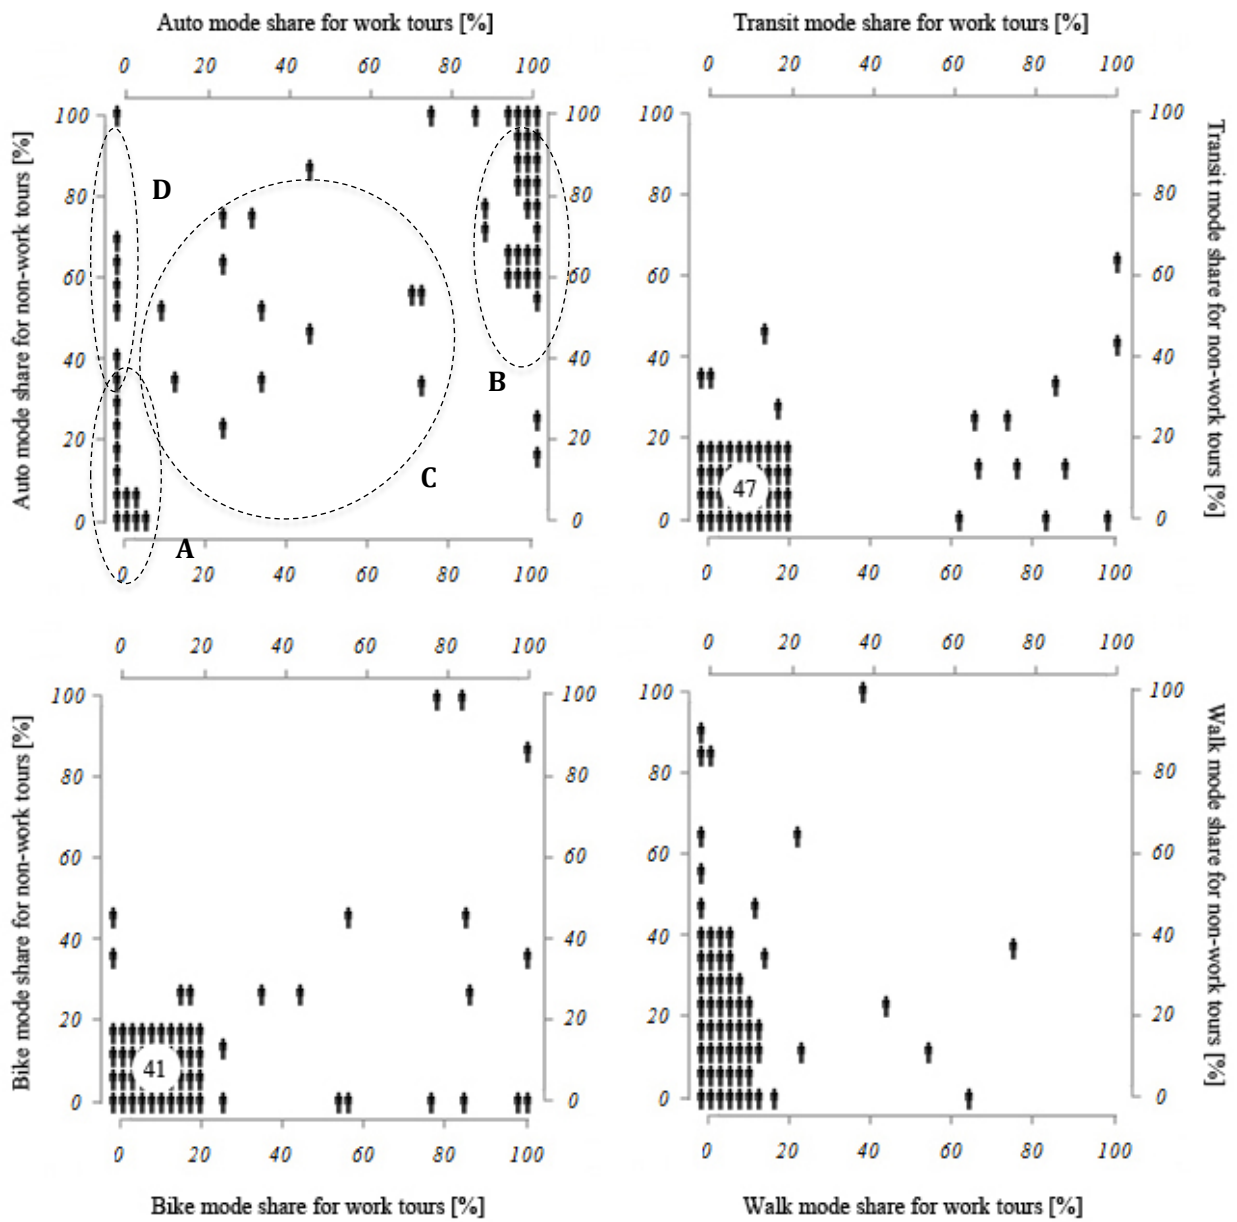 Auto mode share for work tours [%]
Transit mode share for work tours [%]
0 20 40 60 80 100
0 20 40 60 80 100
Auto mode share for non-work tours [%]
100 80 60 40 20 0
D
C
B
A
100 80 60 40 20 0
0 20 40 60 80 100
100 80 60 40 20 0
47
100 80 60 40 20 0
Transit mode share for non-work tours [%]
0 20 40 60 80 100
0 20 40 60 80 100
0 20 40 60 80 100
Bike mode share for non-work tours [%]
100 80 60 40 20 0
41
100 80 60 40 20 0
0 20 40 60 80 100
100 80 60 40 20 0
100 80 60 40 20 0
Walk mode share for non-work tours [%]
0 20 40 60 80 100
Bike mode share for work tours [%]
Walk mode share for work tours [%]